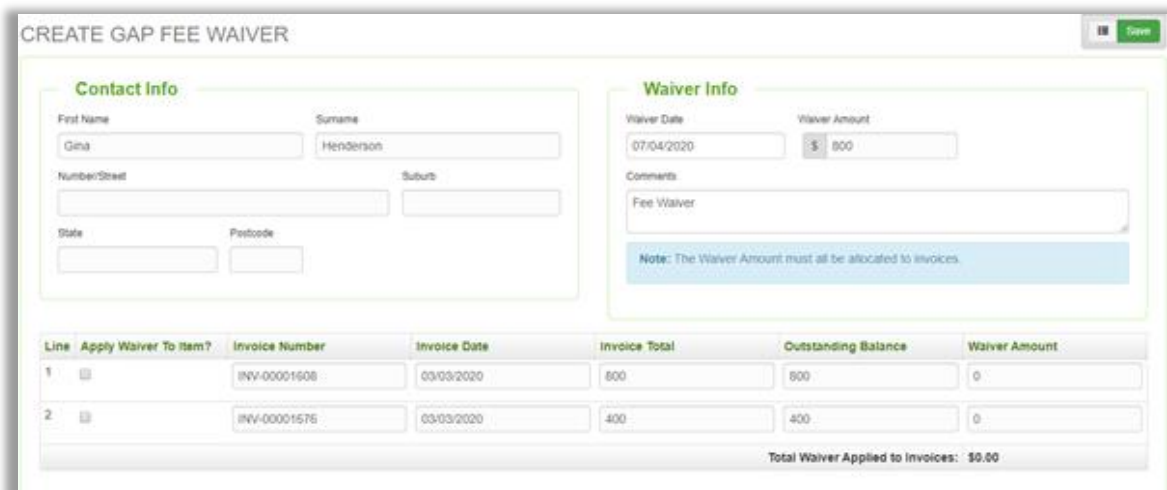 CREATE GAP FEE WAIVER
Save
Contact Info
First Name Surname
Gina Henderson
Number/Street Suburb
State Postcode
Waiver Info
Waiver Date Waiver Amount
07/04/2020 $ 800
Comments
Fee Waiver
Note: The Waiver Amount must all be allocated to invoices.
Line Apply Waiver To Item? Invoice Number Invoice Date Invoice Total Outstanding Balance Waiver Amount
1 INV-00001608 03/03/2020 800 800 0
2 INV-00001576 03/03/2020 400 400 0
Total Waiver Applied to Invoices: $0.00